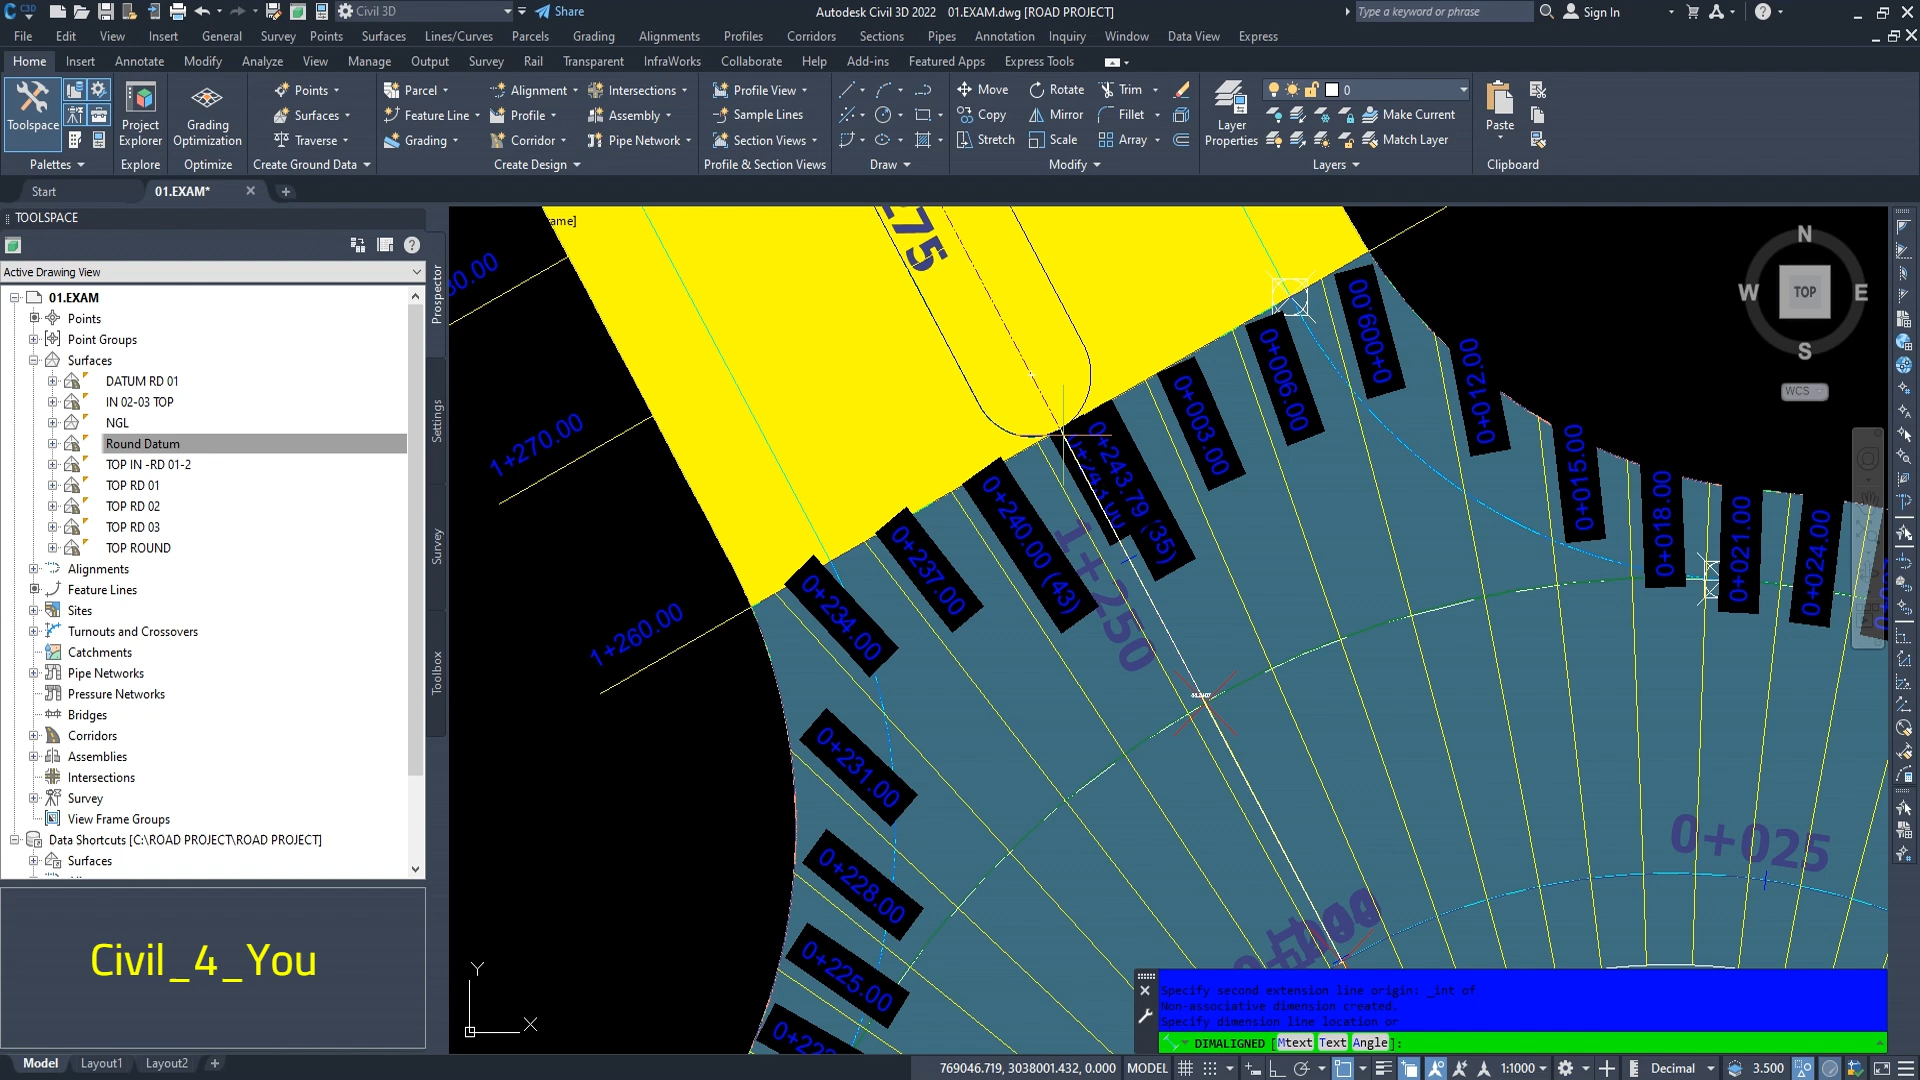 C3D
Civil 3D
Share
Autodesk Civil 3D 2022 01.EXAM.dwg [ROAD PROJECT]
Type a keyword or phrase
Sign In
File Edit View Insert General Survey Points Surfaces Lines/Curves Parcels Grading Alignments Profiles Corridors Sections Pipes Annotation Inquiry Window Data View Express
Home Insert Annotate Modify Analyze View Manage Output Survey Rail Transparent InfraWorks Collaborate Help Add-ins Featured Apps Express Tools
Toolspace
Palettes
Project Explorer
Explore
Grading Optimization
Optimize
Points
Surfaces
Traverse
Create Ground Data
Parcel
Feature Line
Grading
Alignment
Profile
Corridor
Intersections
Assembly
Pipe Network
Create Design
Profile View
Sample Lines
Section Views
Profile & Section Views
Draw
Move
Copy
Stretch
Rotate
Mirror
Scale
Trim
Fillet
Array
Modify
Layer Properties
0
Make Current
Match Layer
Layers
Paste
Clipboard
Start
01.EXAM*
TOOLSPACE
Active Drawing View
01.EXAM
Points
Point Groups
Surfaces
DATUM RD 01
IN 02-03 TOP
NGL
Round Datum
TOP IN -RD 01-2
TOP RD 01
TOP RD 02
TOP RD 03
TOP ROUND
Alignments
Feature Lines
Sites
Turnouts and Crossovers
Catchments
Pipe Networks
Pressure Networks
Bridges
Corridors
Assemblies
Intersections
Survey
View Frame Groups
Data Shortcuts [C:\ROAD PROJECT\ROAD PROJECT]
Surfaces
Prospector
Settings
Survey
Toolbox
Civil_4_You
ame]
275
30.00
1+270.00
1+260.00
0+009.00
0+006.00
0+003.00
0+243.79 (35)
0+240.00 (43)
0+237.00
0+234.00
0+231.00
0+228.00
0+225.00
0+012.00
0+015.00
0+018.00
0+021.00
0+024.00
1+250
0+025
N
W TOP E
S
WCS
Y
X
Specify second extension line origin: _int of
Non-associative dimension created.
Specify dimension line location or
DIMALIGNED [Mtext Text Angle]:
Model Layout1 Layout2
769046.719, 3038001.432, 0.000 MODEL
1:1000
Decimal
3.500